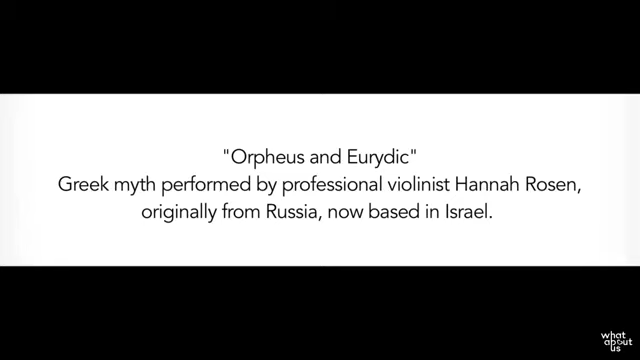 "Orpheus and Eurydic"
Greek myth performed by professional violinist Hannah Rosen,
originally from Russia, now based in Israel.
what
about
us